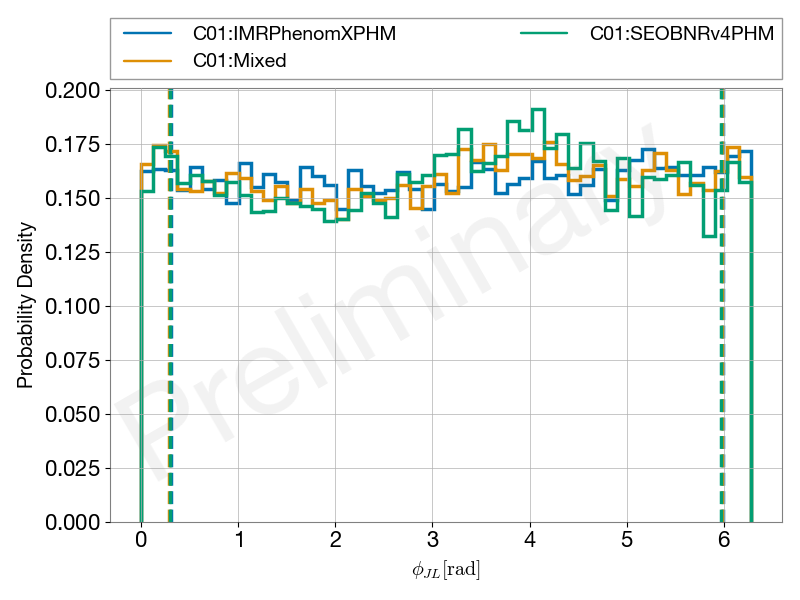 C01:IMRPhenomXPHM C01:SEOBNRv4PHM
C01:Mixed
0.200
0.175
0.150
0.125
0.100
0.075
0.050
0.025
0.000
Probability Density
Preliminary
0 1 2 3 4 5 6
ϕ_JL[rad]